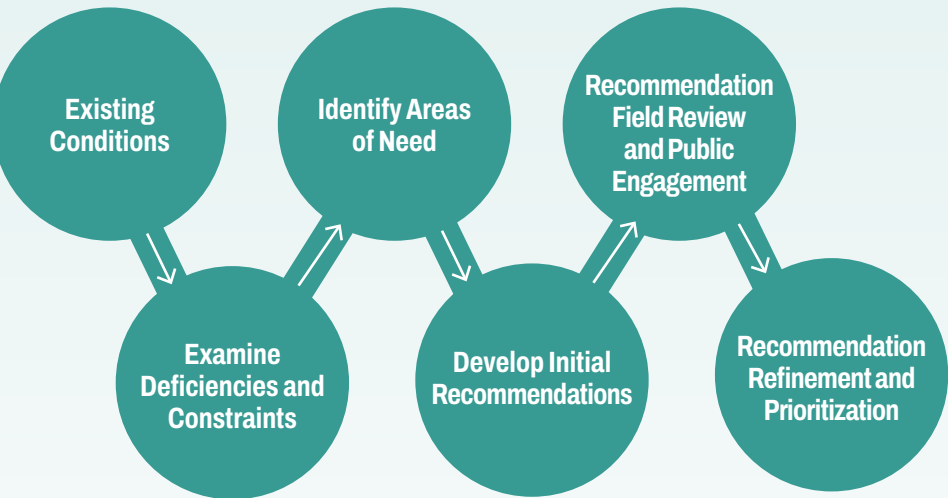 Existing
Conditions
Examine
Deficiencies and
Constraints
Identify Areas
of Need
Develop Initial
Recommendations
Recommendation
Field Review
and Public
Engagement
Recommendation
Refinement and
Prioritization